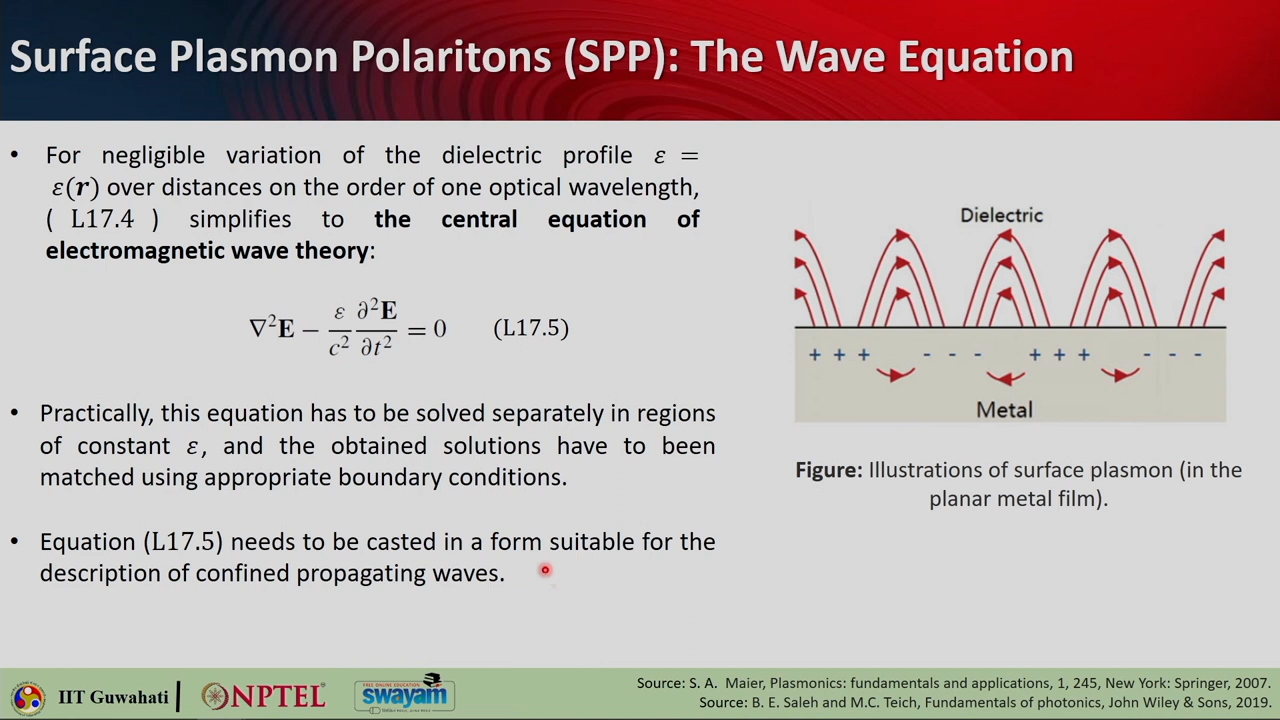 Surface Plasmon Polaritons (SPP): The Wave Equation
• For negligible variation of the dielectric profile ε =
ε(r) over distances on the order of one optical wavelength,
( L17.4 ) simplifies to the central equation of
electromagnetic wave theory:
∇²E − ε/c² ∂²E/∂t² = 0 (L17.5)
• Practically, this equation has to be solved separately in regions
of constant ε, and the obtained solutions have to been
matched using appropriate boundary conditions.
• Equation (L17.5) needs to be casted in a form suitable for the
description of confined propagating waves.
Dielectric
+ + + - - - + + + - - -
Metal
Figure: Illustrations of surface plasmon (in the
planar metal film).
IIT Guwahati
NPTEL
FREE ONLINE EDUCATION
swayam
Source: S. A. Maier, Plasmonics: fundamentals and applications, 1, 245, New York: Springer, 2007.
Source: B. E. Saleh and M.C. Teich, Fundamentals of photonics, John Wiley & Sons, 2019.